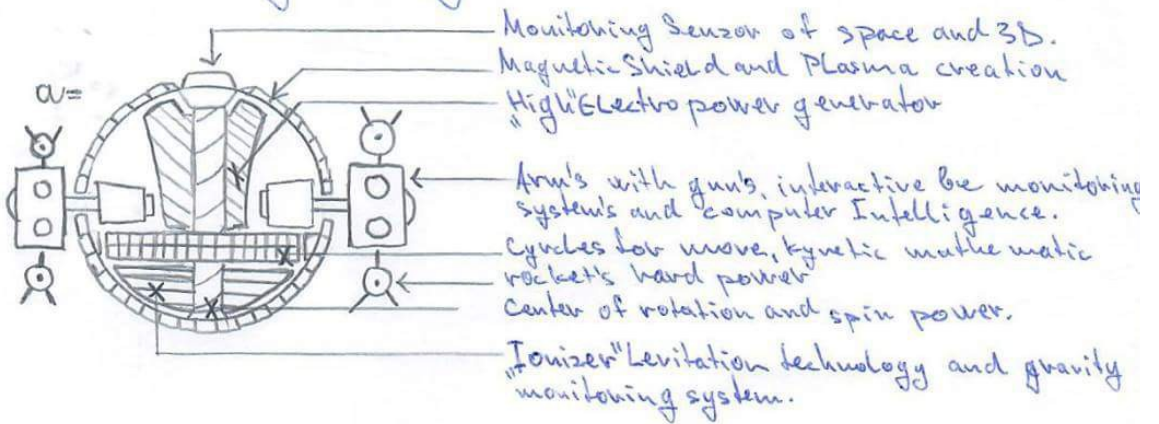 Monitoring Senzor of space and 3D.
Magnetic Shield and Plasma creation
„High" Electro power generator
a=
Arm's with gun's, interactive be monitoring
system's and computer Intelligence.
Cyrcles for move, kynetic mathematic
rocket's hard power
Center of rotation and spin power.
„Ionizer" Levitation technology and gravity
monitoring system.